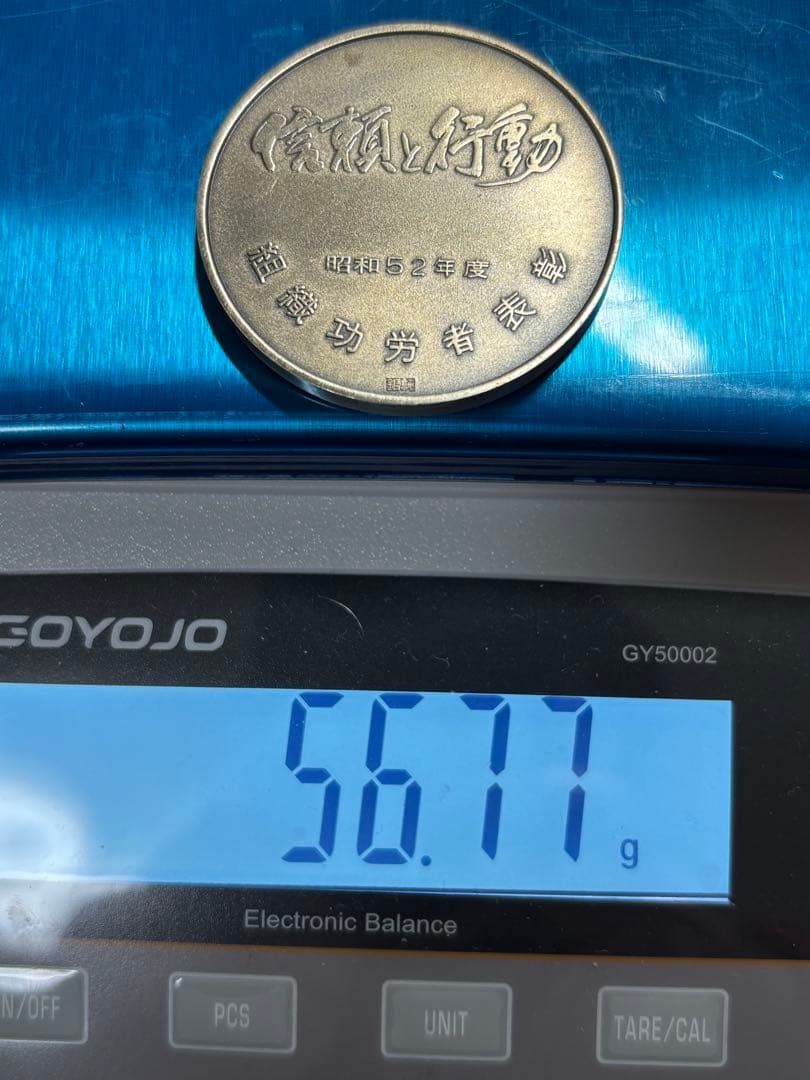 信頼と行動
昭和52年度
組織功労者表彰
GOYOJO
GY50002
56.77 g
Electronic Balance
ON/OFF
PCS
UNIT
TARE/CAL